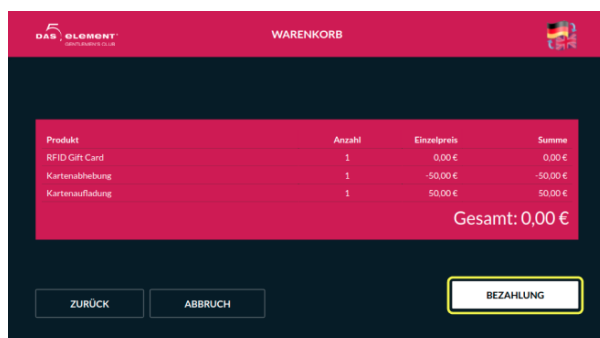 DAS 5 eLement
GENTLEMEN'S CLUB
WARENKORB
Produkt Anzahl Einzelpreis Summe
RFID Gift Card 1 0,00 € 0,00 €
Kartenabhebung 1 -50,00 € -50,00 €
Kartenaufladung 1 50,00 € 50,00 €
Gesamt: 0,00 €
ZURÜCK ABBRUCH BEZAHLUNG